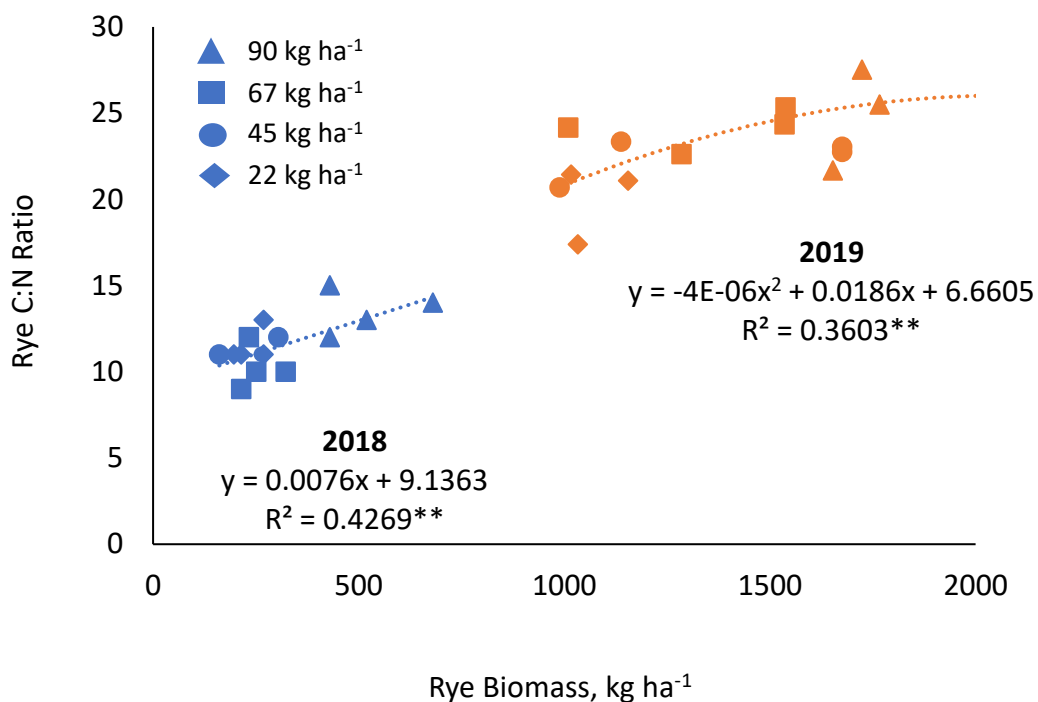 30
25
20
15
10
5
0
Rye C:N Ratio
90 kg ha⁻¹
67 kg ha⁻¹
45 kg ha⁻¹
22 kg ha⁻¹
2019
y = -4E-06x² + 0.0186x + 6.6605
R² = 0.3603**
2018
y = 0.0076x + 9.1363
R² = 0.4269**
0 500 1000 1500 2000
Rye Biomass, kg ha⁻¹